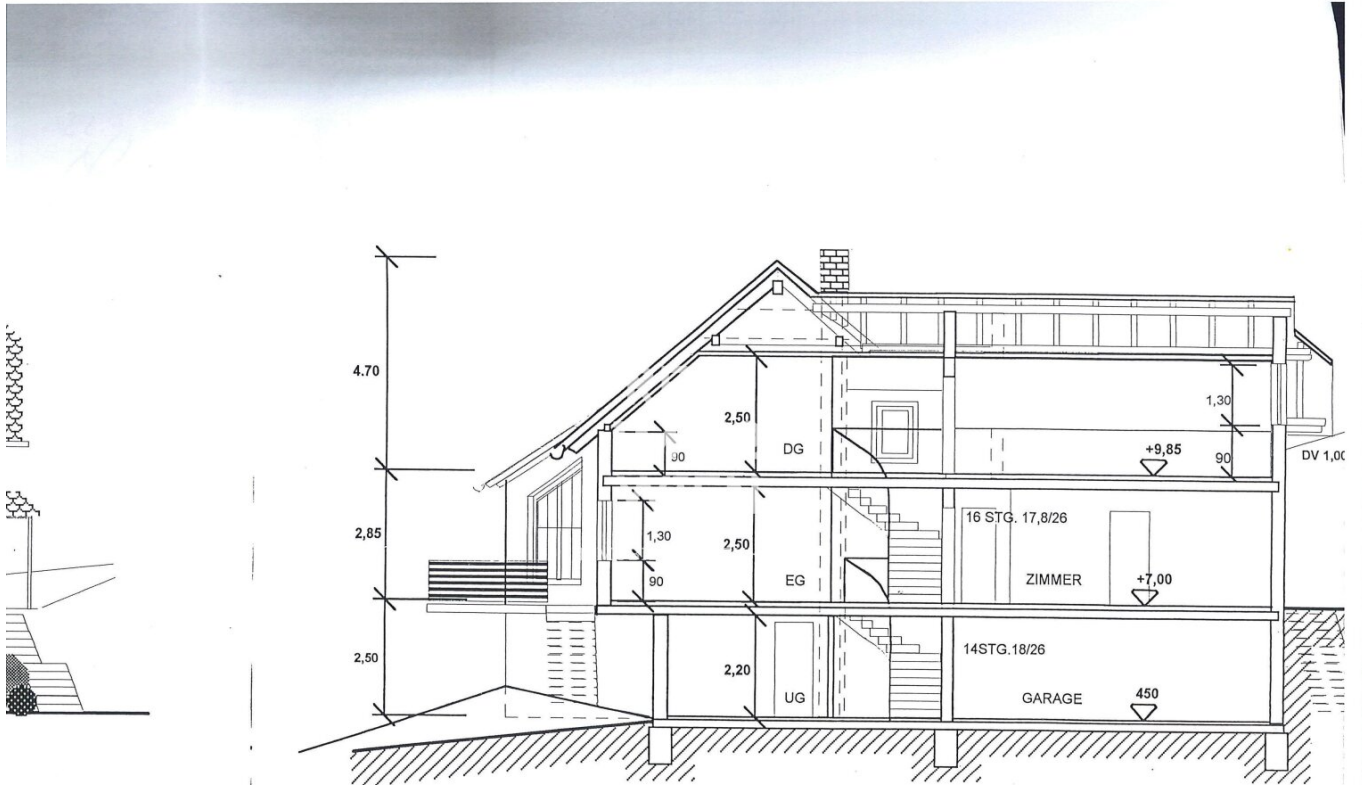 4.70
2,50
1,30
90
DG
+9,85
90
DV 1,00
2,85
1,30
2,50
16 STG. 17,8/26
90
EG
ZIMMER
+7,00
2,50
2,20
14STG.18/26
UG
GARAGE
450